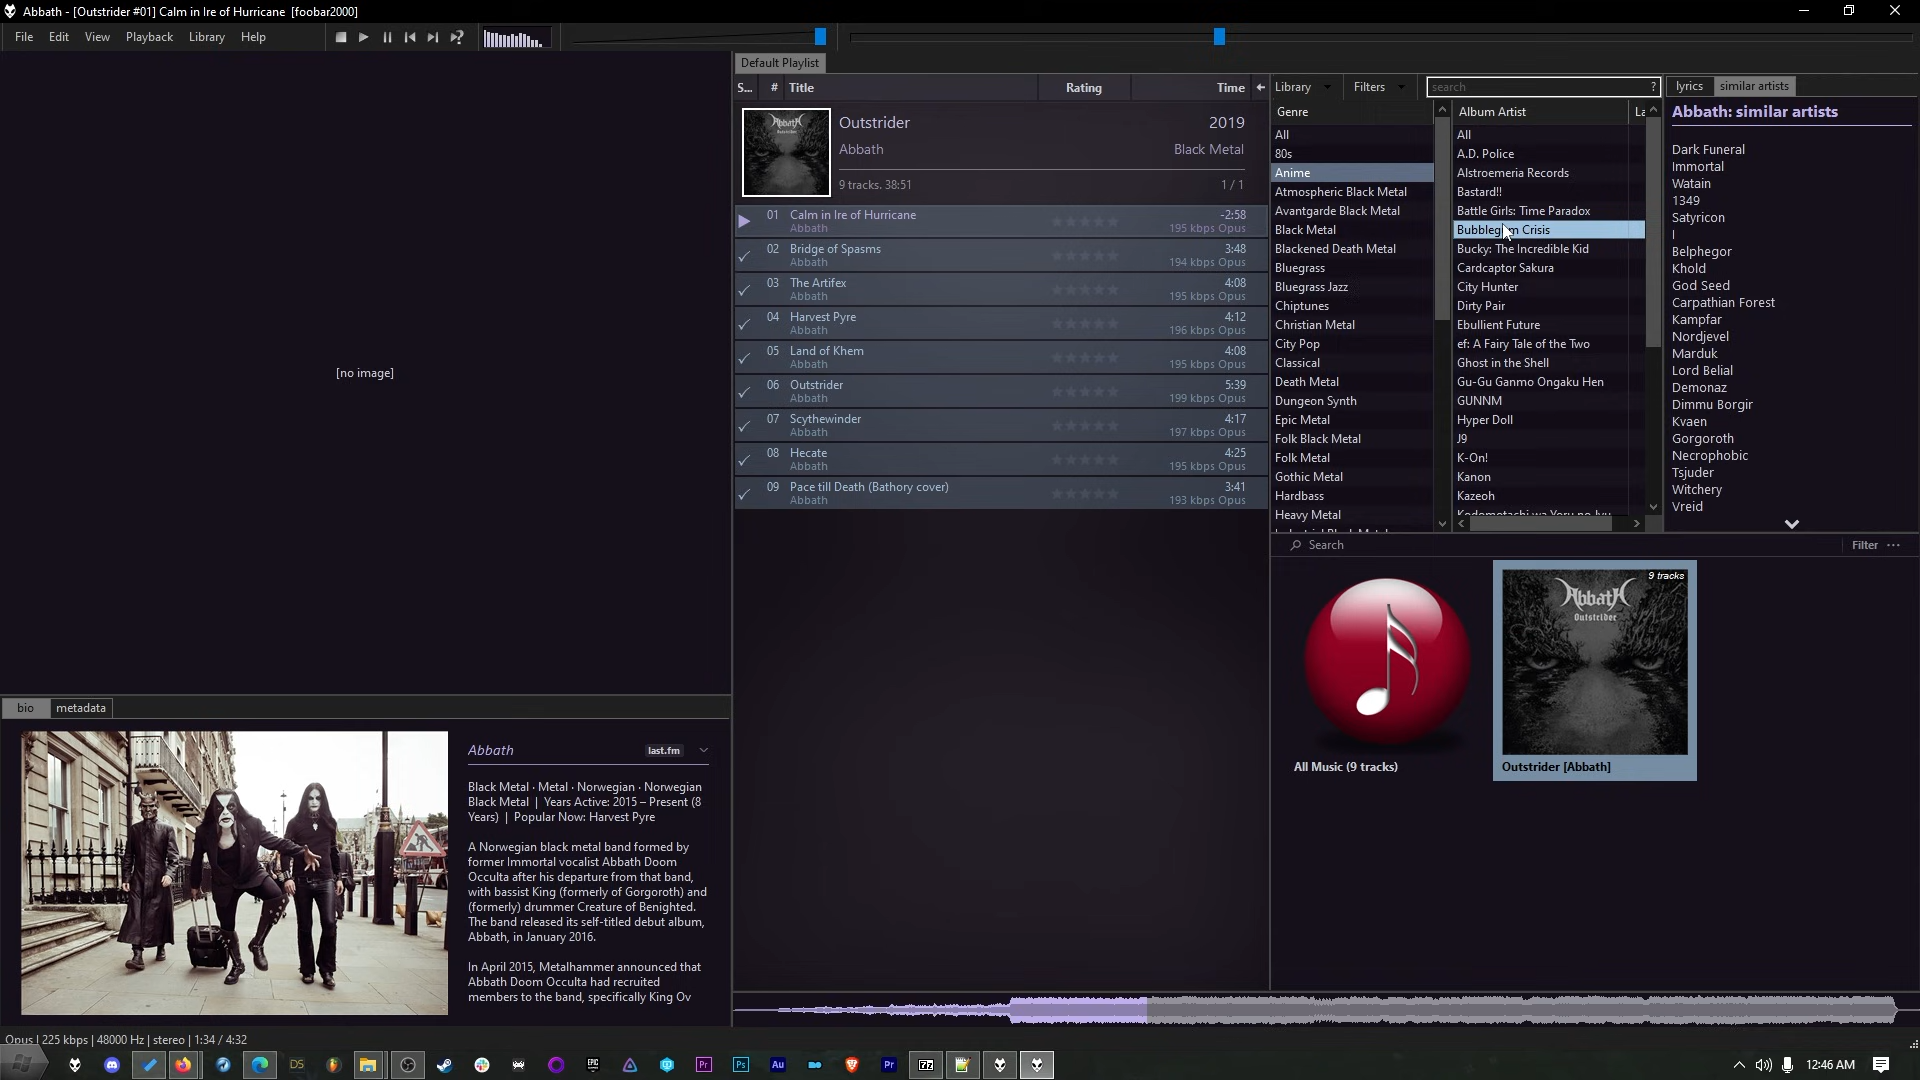 Abbath - [Outstrider #01] Calm in Ire of Hurricane [foobar2000]
File Edit View Playback Library Help
Default Playlist
S... # Title Rating Time
Outstrider 2019
Abbath Black Metal
9 tracks. 38:51 1 / 1
01 Calm in Ire of Hurricane -2:58
Abbath 195 kbps Opus
02 Bridge of Spasms 3:48
Abbath 194 kbps Opus
03 The Artifex 4:08
Abbath 195 kbps Opus
04 Harvest Pyre 4:12
Abbath 196 kbps Opus
05 Land of Khem 4:08
Abbath 195 kbps Opus
06 Outstrider 5:39
Abbath 199 kbps Opus
07 Scythewinder 4:17
Abbath 197 kbps Opus
08 Hecate 4:25
Abbath 195 kbps Opus
09 Pace till Death (Bathory cover) 3:41
Abbath 193 kbps Opus
Library Filters search ?
Genre
All
80s
Anime
Atmospheric Black Metal
Avantgarde Black Metal
Black Metal
Blackened Death Metal
Bluegrass
Bluegrass Jazz
Chiptunes
Christian Metal
City Pop
Classical
Death Metal
Dungeon Synth
Epic Metal
Folk Black Metal
Folk Metal
Gothic Metal
Hardbass
Heavy Metal
Album Artist La
All
A.D. Police
Alstroemeria Records
Bastard!!
Battle Girls: Time Paradox
Bubblegum Crisis
Bucky: The Incredible Kid
Cardcaptor Sakura
City Hunter
Dirty Pair
Ebullient Future
ef: A Fairy Tale of the Two
Ghost in the Shell
Gu-Gu Ganmo Ongaku Hen
GUNNM
Hyper Doll
J9
K-On!
Kanon
Kazeoh
lyrics similar artists
Abbath: similar artists
Dark Funeral
Immortal
Watain
1349
Satyricon
I
Belphegor
Khold
God Seed
Carpathian Forest
Kampfar
Nordjevel
Marduk
Lord Belial
Demonaz
Dimmu Borgir
Kvaen
Gorgoroth
Necrophobic
Tsjuder
Witchery
Vreid
Search Filter
9 tracks
Abbath
Outstrider
All Music (9 tracks)
Outstrider [Abbath]
[no image]
bio metadata
Abbath last.fm
Black Metal · Metal · Norwegian · Norwegian
Black Metal | Years Active: 2015 – Present (8
Years) | Popular Now: Harvest Pyre
A Norwegian black metal band formed by
former Immortal vocalist Abbath Doom
Occulta after his departure from that band,
with bassist King (formerly of Gorgoroth) and
(formerly) drummer Creature of Benighted.
The band released its self-titled debut album,
Abbath, in January 2016.
In April 2015, Metalhammer announced that
Abbath Doom Occulta had recruited
members to the band, specifically King Ov
Opus | 225 kbps | 48000 Hz | stereo | 1:34 / 4:32
DS EPIC Pr Ps Au Pr 7z
12:46 AM